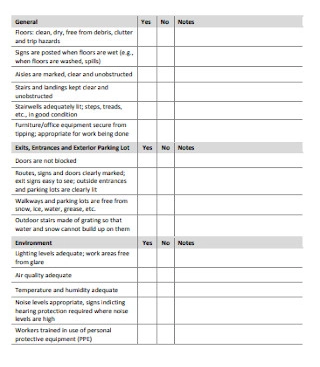 General Yes No Notes
Floors: clean, dry, free from debris, clutter
and trip hazards
Signs are posted when floors are wet (e.g.,
when floors are washed, spills)
Aisles are marked, clear and unobstructed
Stairs and landings kept clear and
unobstructed
Stairwells adequately lit; steps, treads,
etc., in good condition
Furniture/office equipment secure from
tipping; appropriate for work being done
Exits, Entrances and Exterior Parking Lot Yes No Notes
Doors are not blocked
Routes, signs and doors clearly marked;
exit signs easy to see; outside entrances
and parking lots are clearly lit
Walkways and parking lots are free from
snow, ice, water, grease, etc.
Outdoor stairs made of grating so that
water and snow cannot build up on them
Environment Yes No Notes
Lighting levels adequate; work areas free
from glare
Air quality adequate
Temperature and humidity adequate
Noise levels appropriate, signs indicting
hearing protection required where noise
levels are high
Workers trained in use of personal
protective equipment (PPE)